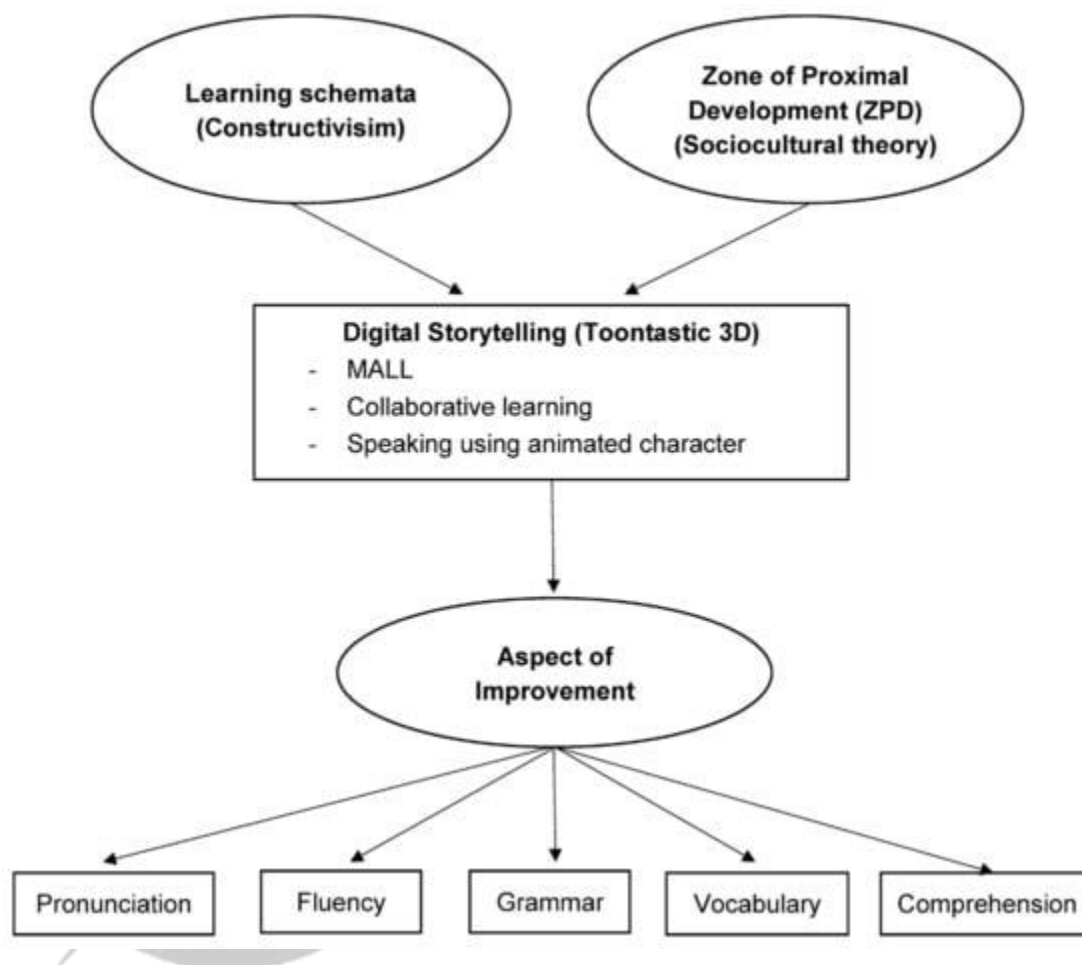 Learning schemata
(Constructivisim)
Zone of Proximal
Development (ZPD)
(Sociocultural theory)
Digital Storytelling (Toontastic 3D)
- MALL
- Collaborative learning
- Speaking using animated character
Aspect of
Improvement
Pronunciation
Fluency
Grammar
Vocabulary
Comprehension